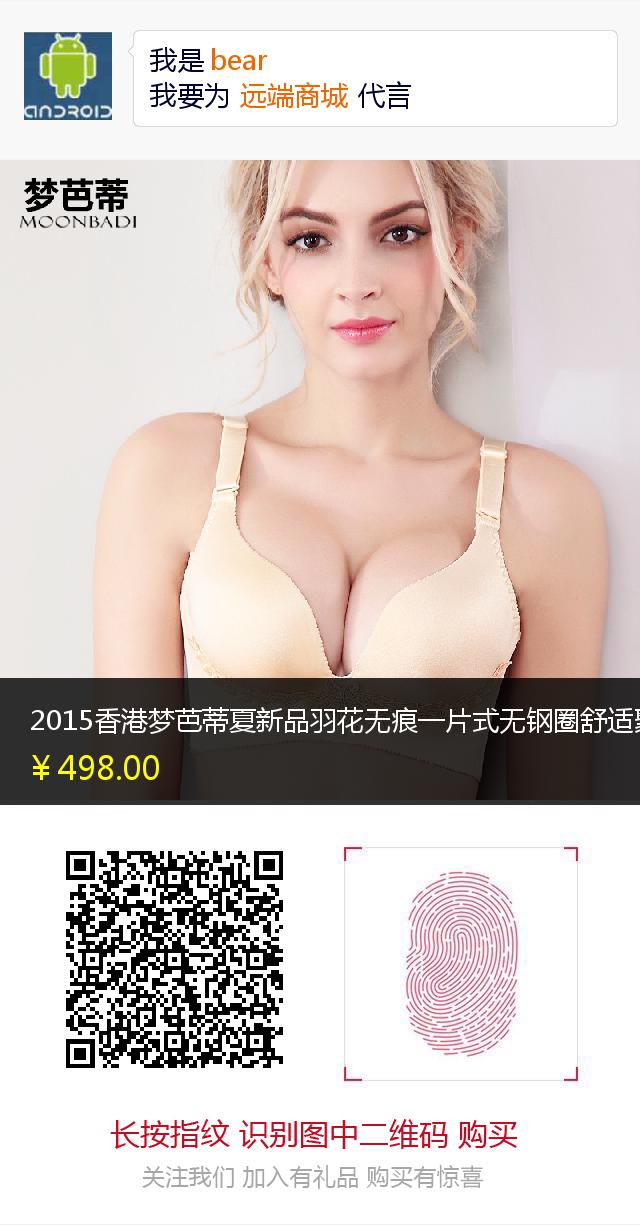 ANDROID
我是 bear
我要为 远端商城 代言
梦芭蒂
MOONBADI
2015香港梦芭蒂夏新品羽花无痕一片式无钢圈舒适
￥498.00
长按指纹 识别图中二维码 购买
关注我们 加入有礼品 购买有惊喜